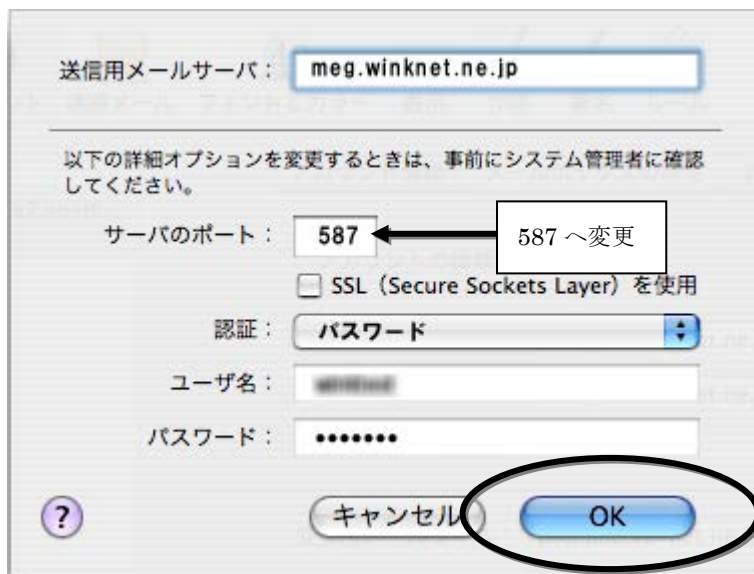 送信用メールサーバ：
meg.winknet.ne.jp
以下の詳細オプションを変更するときは、事前にシステム管理者に確認
してください。
サーバのポート：
587
587 へ変更
SSL（Secure Sockets Layer）を使用
認証：
パスワード
ユーザ名：
パスワード：
•••••••
?
キャンセル
OK